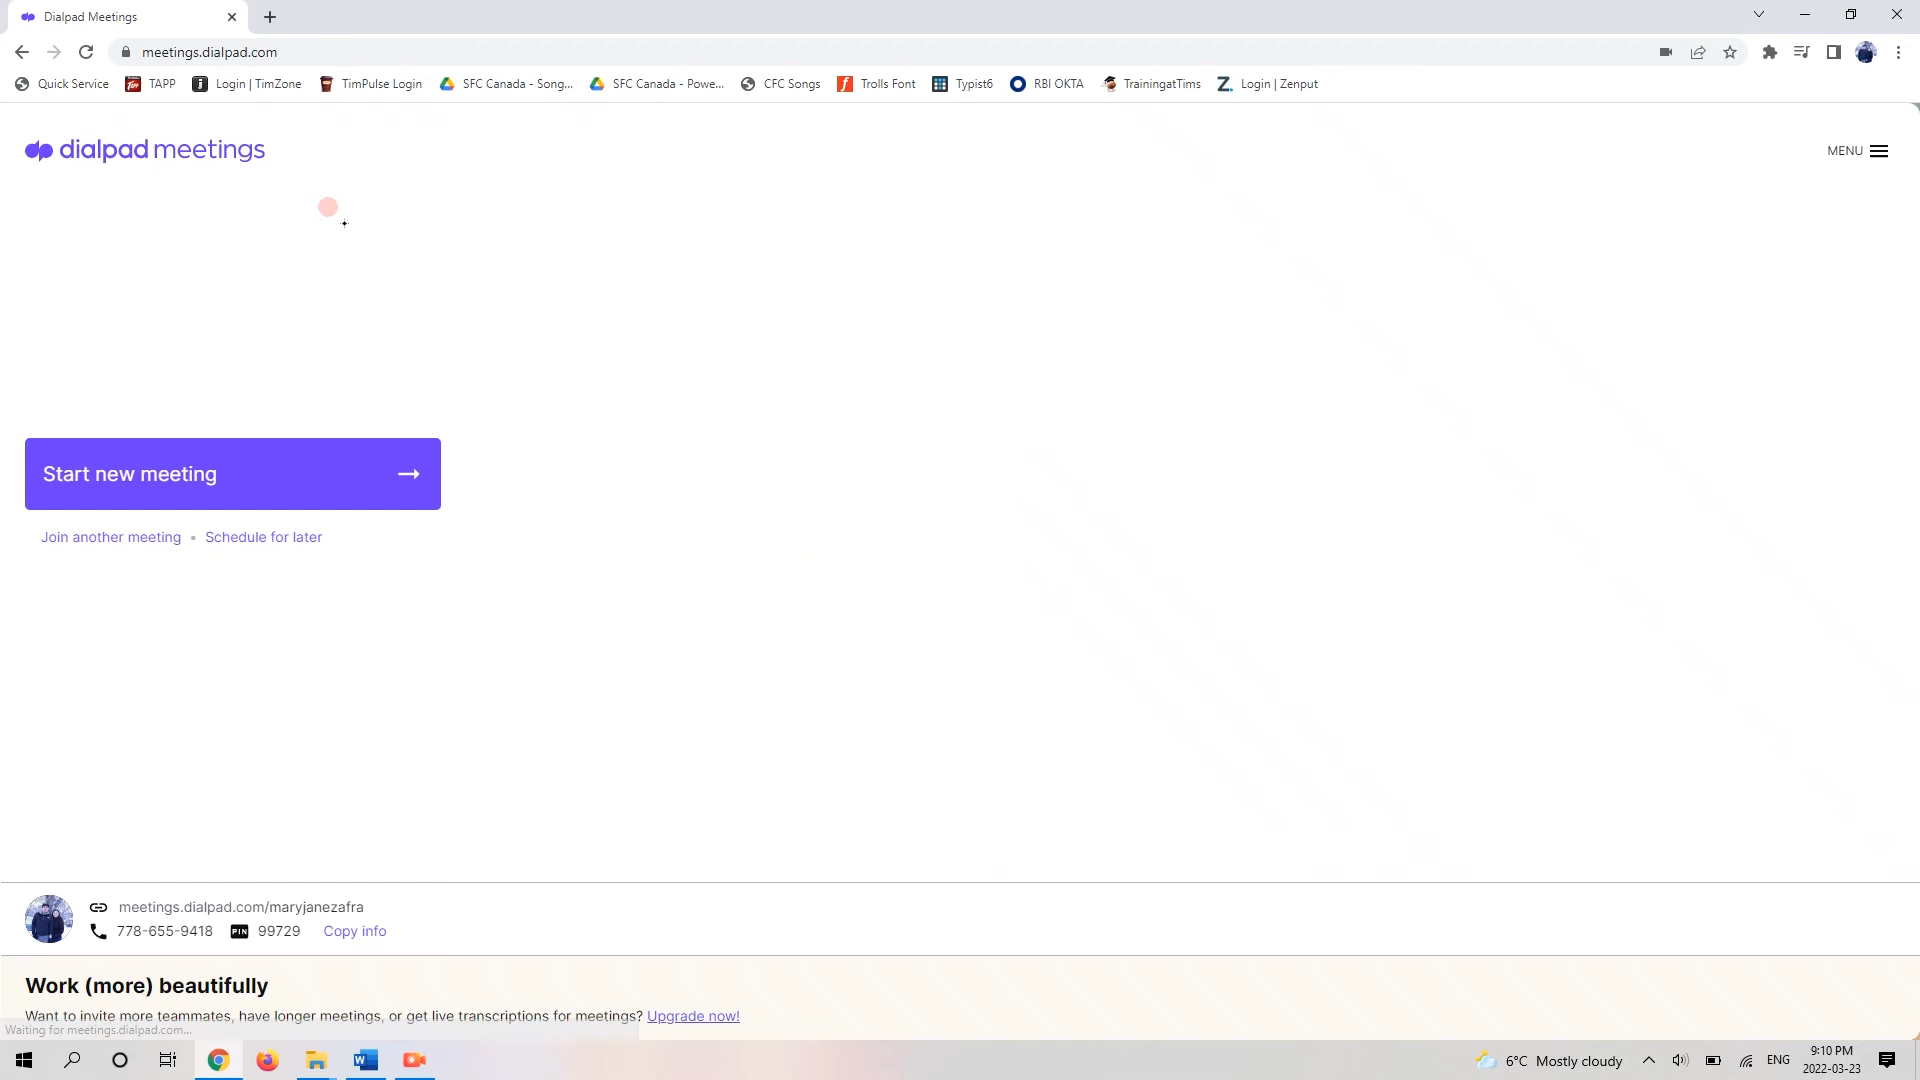 Dialpad Meetings
meetings.dialpad.com
Quick Service TAPP Login | TimZone TimPulse Login SFC Canada - Song... SFC Canada - Powe... CFC Songs Trolls Font Typist6 RBI OKTA TrainingatTims Login | Zenput
dialpad meetings
MENU
Start new meeting
Join another meeting • Schedule for later
meetings.dialpad.com/maryjanezafra
778-655-9418 PIN 99729 Copy info
Work (more) beautifully
Want to invite more teammates, have longer meetings, or get live transcriptions for meetings? Upgrade now!
Waiting for meetings.dialpad.com...
6°C Mostly cloudy ENG 9:10 PM
2022-03-23